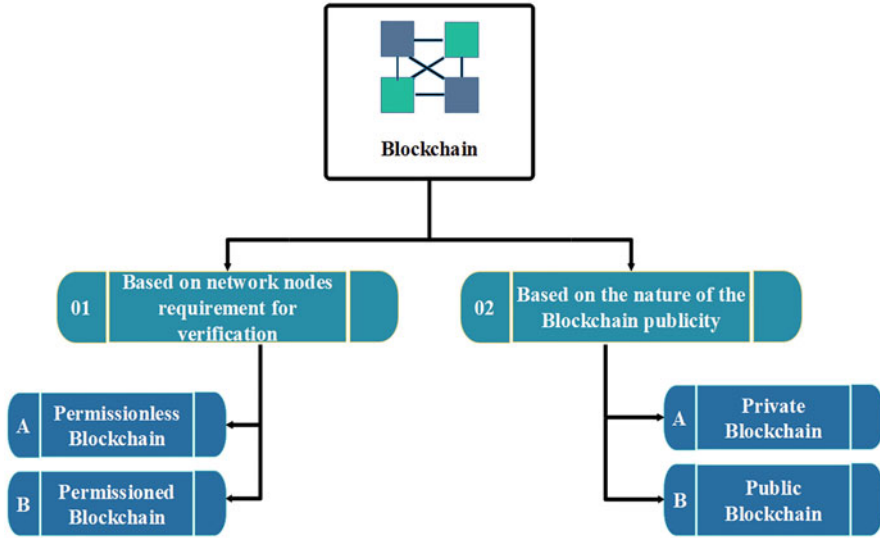 Blockchain
01
Based on network nodes
requirement for
verification
02
Based on the nature of the
Blockchain publicity
A
Permissionless
Blockchain
B
Permissioned
Blockchain
A
Private
Blockchain
B
Public
Blockchain